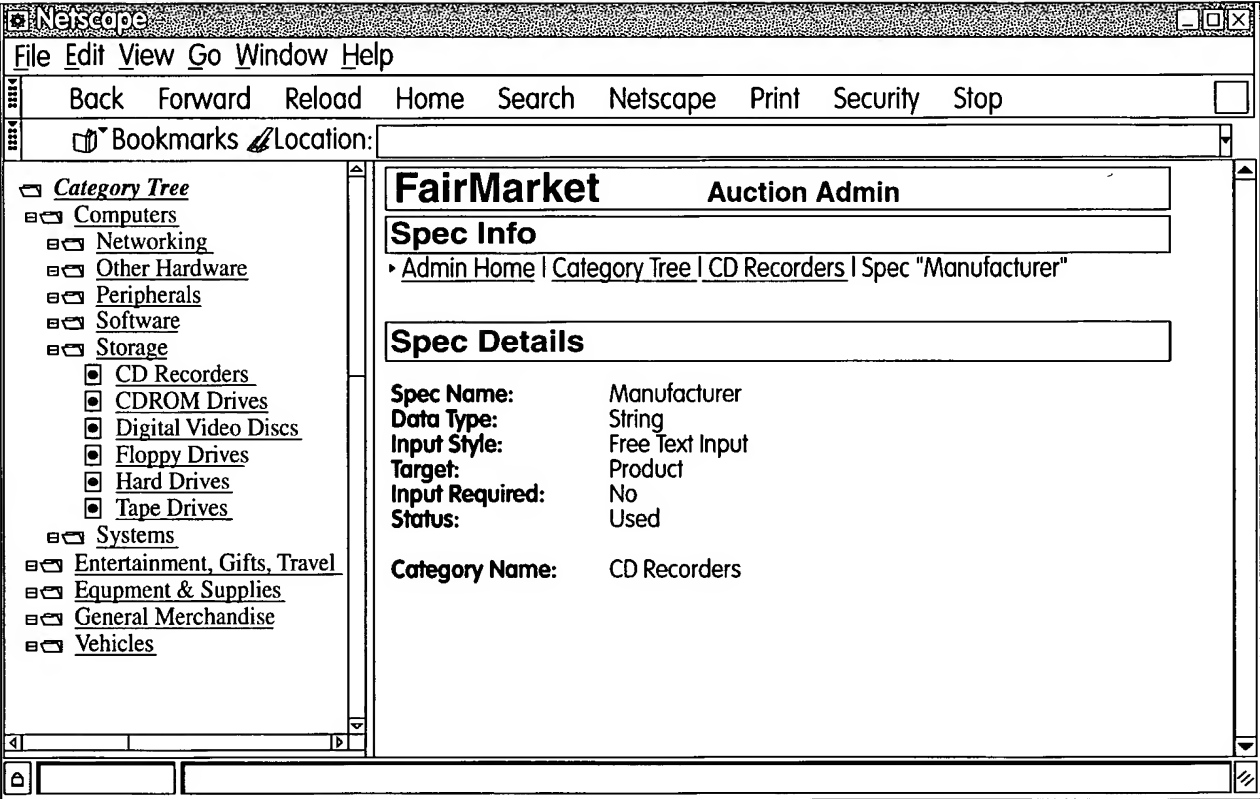 Netscape
File Edit View Go Window Help
Back Forward Reload Home Search Netscape Print Security Stop
Bookmarks Location:
Category Tree
Computers
Networking
Other Hardware
Peripherals
Software
Storage
CD Recorders
CDROM Drives
Digital Video Discs
Floppy Drives
Hard Drives
Tape Drives
Systems
Entertainment, Gifts, Travel
Equpment & Supplies
General Merchandise
Vehicles
FairMarket Auction Admin
Spec Info
Admin Home | Category Tree | CD Recorders | Spec "Manufacturer"
Spec Details
Spec Name: Manufacturer
Data Type: String
Input Style: Free Text Input
Target: Product
Input Required: No
Status: Used
Category Name: CD Recorders